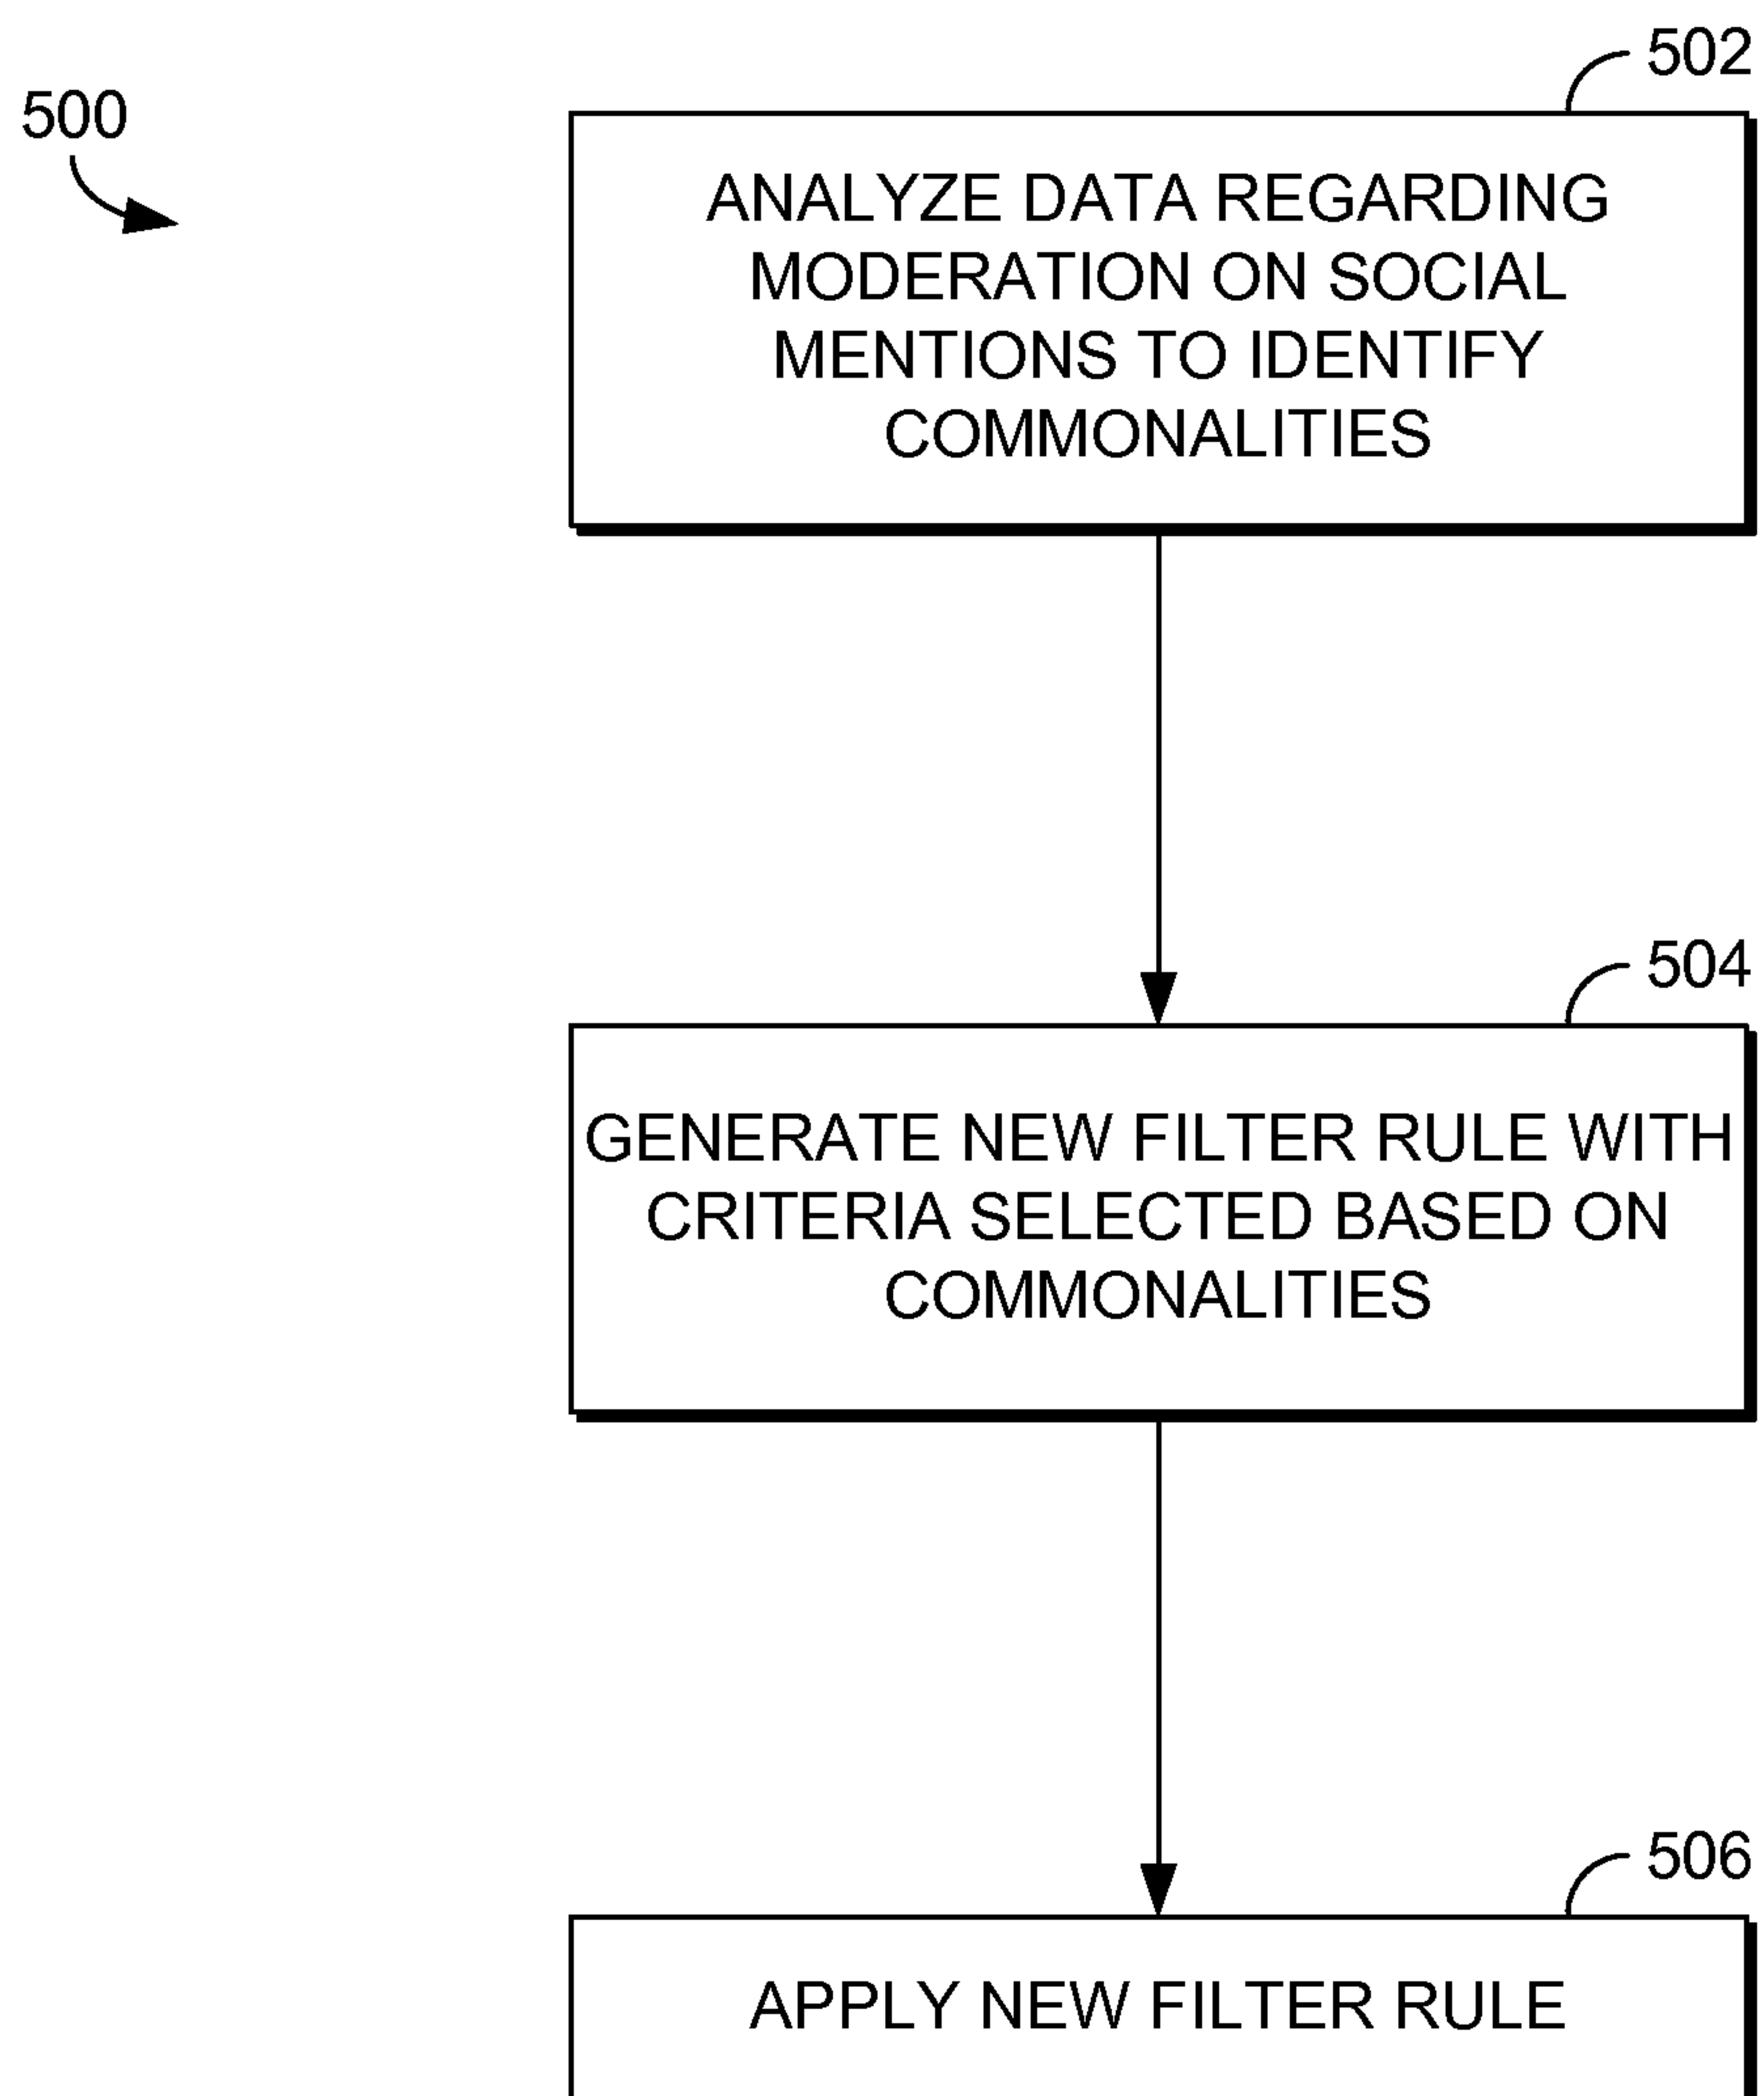 502
500
ANALYZE DATA REGARDING
MODERATION ON SOCIAL
MENTIONS TO IDENTIFY
COMMONALITIES
504
GENERATE NEW FILTER RULE WITH
CRITERIA SELECTED BASED ON
COMMONALITIES
506
APPLY NEW FILTER RULE